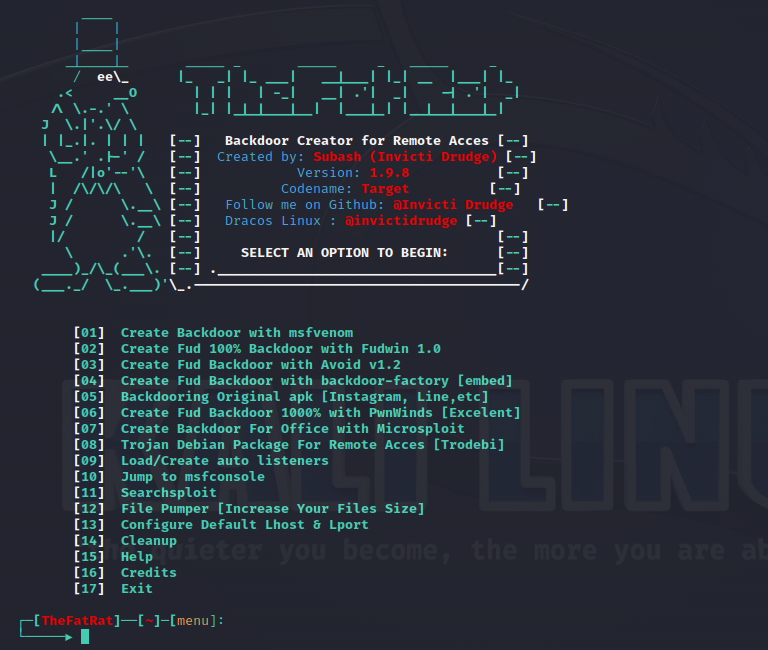 Backdoor Creator for Remote Acces
Created by: Subash (Invicti Drudge)
Version: 1.9.8
Codename: Target
Follow me on Github: @Invicti Drudge
Dracos Linux : @invictidrudge
SELECT AN OPTION TO BEGIN:
[01] Create Backdoor with msfvenom
[02] Create Fud 100% Backdoor with Fudwin 1.0
[03] Create Fud Backdoor with Avoid v1.2
[04] Create Fud Backdoor with backdoor-factory [embed]
[05] Backdooring Original apk [Instagram, Line,etc]
[06] Create Fud Backdoor 1000% with PwnWinds [Excelent]
[07] Create Backdoor For Office with Microsploit
[08] Trojan Debian Package For Remote Acces [Trodebi]
[09] Load/Create auto listeners
[10] Jump to msfconsole
[11] Searchsploit
[12] File Pumper [Increase Your Files Size]
[13] Configure Default Lhost & Lport
[14] Cleanup
[15] Help
[16] Credits
[17] Exit
[TheFatRat]—[~]—[menu]:
KALI LINU
quieter you become, the more you are ab